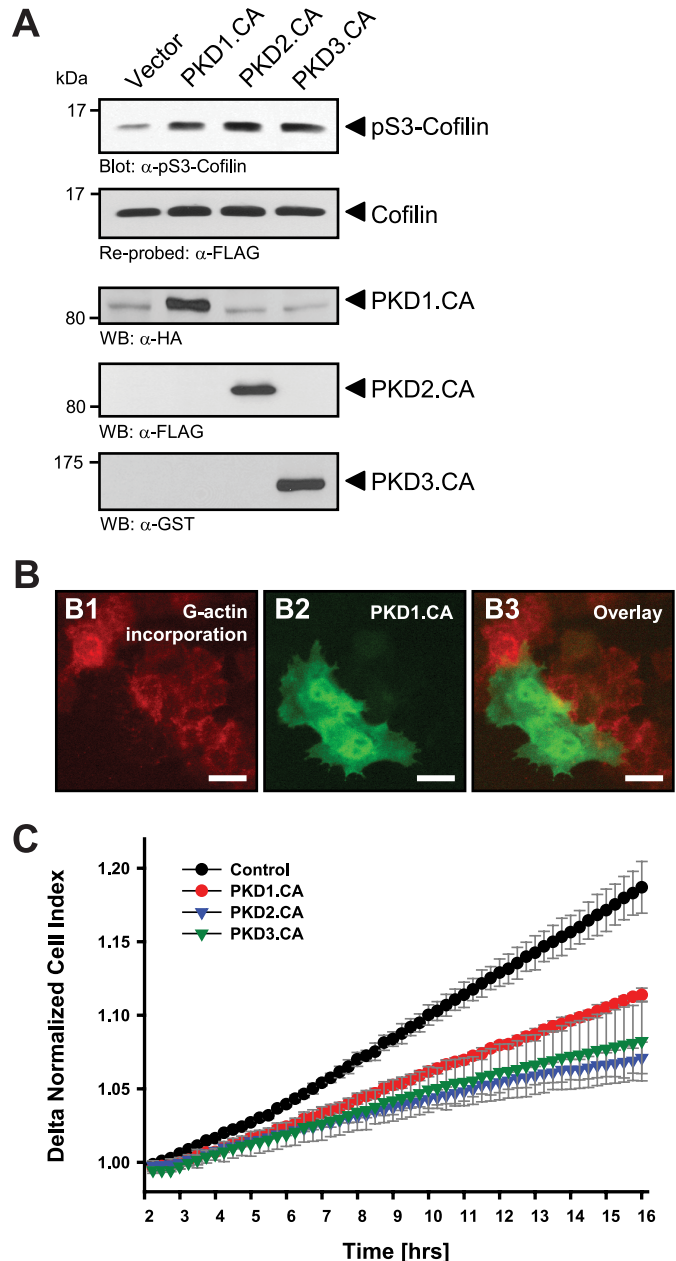 A
Vector
PKD1.CA
PKD2.CA
PKD3.CA
kDa
17
pS3-Cofilin
Blot: α-pS3-Cofilin
17
Cofilin
Re-probed: α-FLAG
80
PKD1.CA
WB: α-HA
80
PKD2.CA
WB: α-FLAG
175
PKD3.CA
WB: α-GST
B
B1
G-actin
incorporation
B2
PKD1.CA
B3
Overlay
C
Delta Normalized Cell Index
1.20
1.15
1.10
1.05
1.00
Control
PKD1.CA
PKD2.CA
PKD3.CA
2 3 4 5 6 7 8 9 10 11 12 13 14 15 16
Time [hrs]